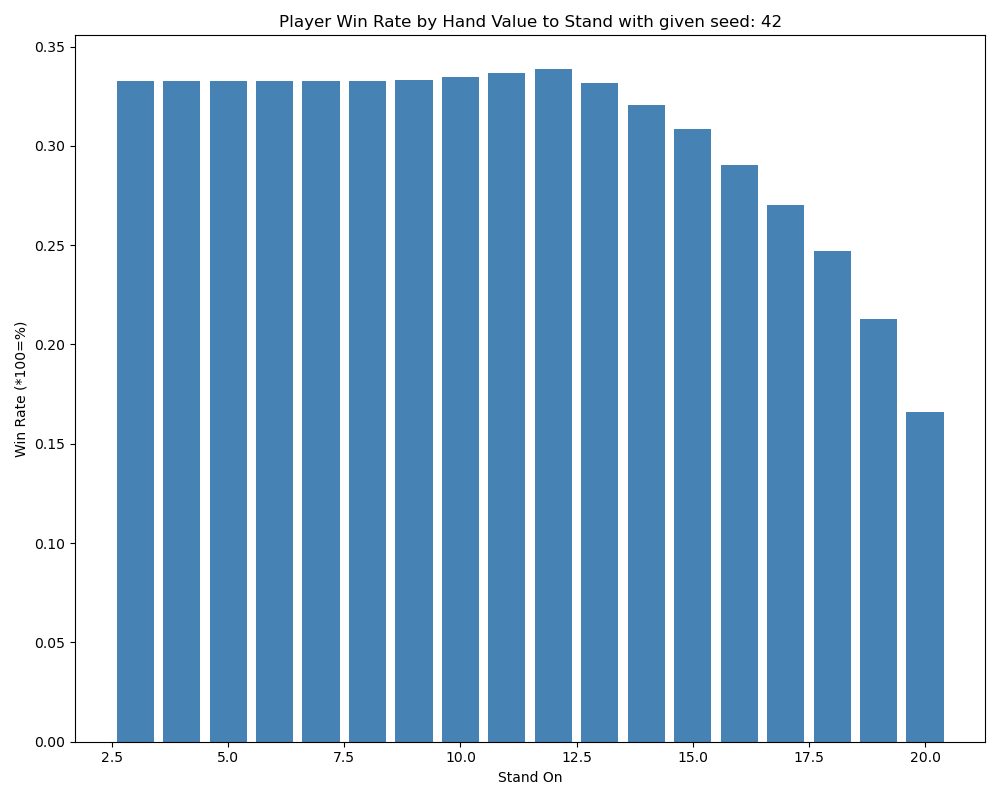 Player Win Rate by Hand Value to Stand with given seed: 42
0.35
0.30
0.25
0.20
0.15
0.10
0.05
0.00
Win Rate (*100=%)
2.5 5.0 7.5 10.0 12.5 15.0 17.5 20.0
Stand On